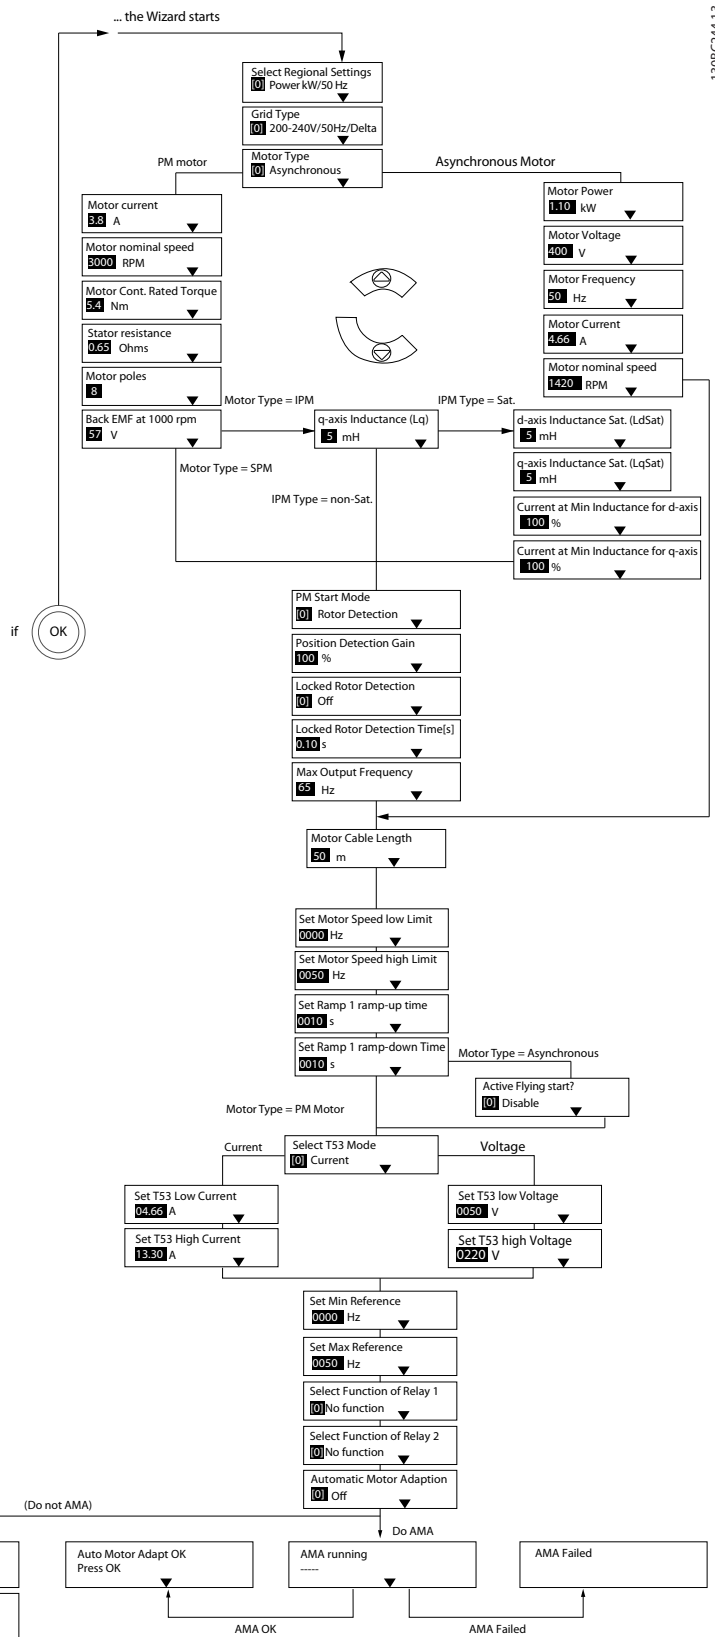 ... the Wizard starts
Select Regional Settings
[0] Power kW/50 Hz
Grid Type
[0] 200-240V/50Hz/Delta
Motor Type
[0] Asynchronous
PM motor
Asynchronous Motor
Motor current
3.8 A
Motor nominal speed
3000 RPM
Motor Cont. Rated Torque
5.4 Nm
Stator resistance
0.65 Ohms
Motor poles
8
Back EMF at 1000 rpm
57 V
Motor Power
1.10 kW
Motor Voltage
400 V
Motor Frequency
50 Hz
Motor Current
4.66 A
Motor nominal speed
1420 RPM
Motor Type = IPM
q-axis Inductance (Lq)
5 mH
IPM Type = Sat.
d-axis Inductance Sat. (LdSat)
5 mH
q-axis Inductance Sat. (LqSat)
5 mH
Current at Min Inductance for d-axis
100 %
Current at Min Inductance for q-axis
100 %
Motor Type = SPM
IPM Type = non-Sat.
if
OK
PM Start Mode
[0] Rotor Detection
Position Detection Gain
100 %
Locked Rotor Detection
[0] Off
Locked Rotor Detection Time[s]
0.10 s
Max Output Frequency
65 Hz
Motor Cable Length
50 m
Set Motor Speed low Limit
0000 Hz
Set Motor Speed high Limit
0050 Hz
Set Ramp 1 ramp-up time
0010 s
Set Ramp 1 ramp-down Time
0010 s
Motor Type = Asynchronous
Active Flying start?
[0] Disable
Motor Type = PM Motor
Current
Select T53 Mode
[0] Current
Voltage
Set T53 Low Current
04.66 A
Set T53 High Current
13.30 A
Set T53 low Voltage
0050 V
Set T53 high Voltage
0220 V
Set Min Reference
0000 Hz
Set Max Reference
0050 Hz
Select Function of Relay 1
[0] No function
Select Function of Relay 2
[0] No function
Automatic Motor Adaption
[0] Off
(Do not AMA)
Do AMA
Auto Motor Adapt OK
Press OK
AMA running
-----
AMA Failed
AMA OK
AMA Failed